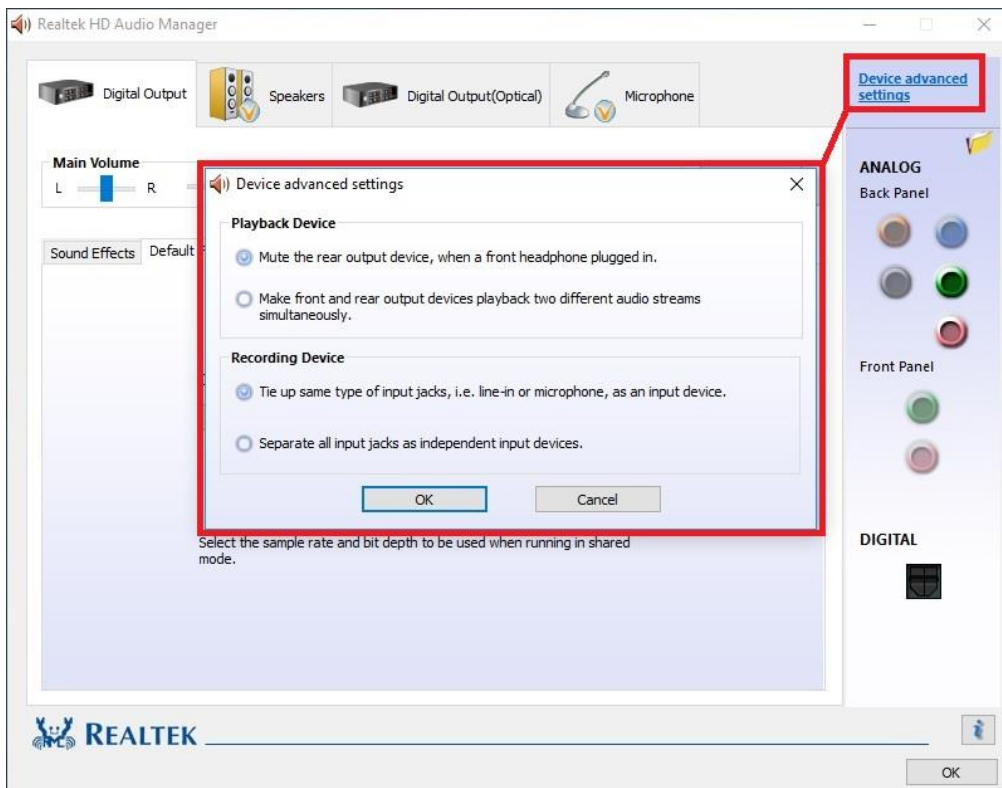 Realtek HD Audio Manager
Digital Output
Speakers
Digital Output(Optical)
Microphone
Device advanced
settings
Main Volume
L
R
Device advanced settings
Playback Device
Mute the rear output device, when a front headphone plugged in.
Make front and rear output devices playback two different audio streams
simultaneously.
Recording Device
Tie up same type of input jacks, i.e. line-in or microphone, as an input device.
Separate all input jacks as independent input devices.
OK
Cancel
Sound Effects
Default
Select the sample rate and bit depth to be used when running in shared
mode.
ANALOG
Back Panel
Front Panel
DIGITAL
REALTEK
i
OK